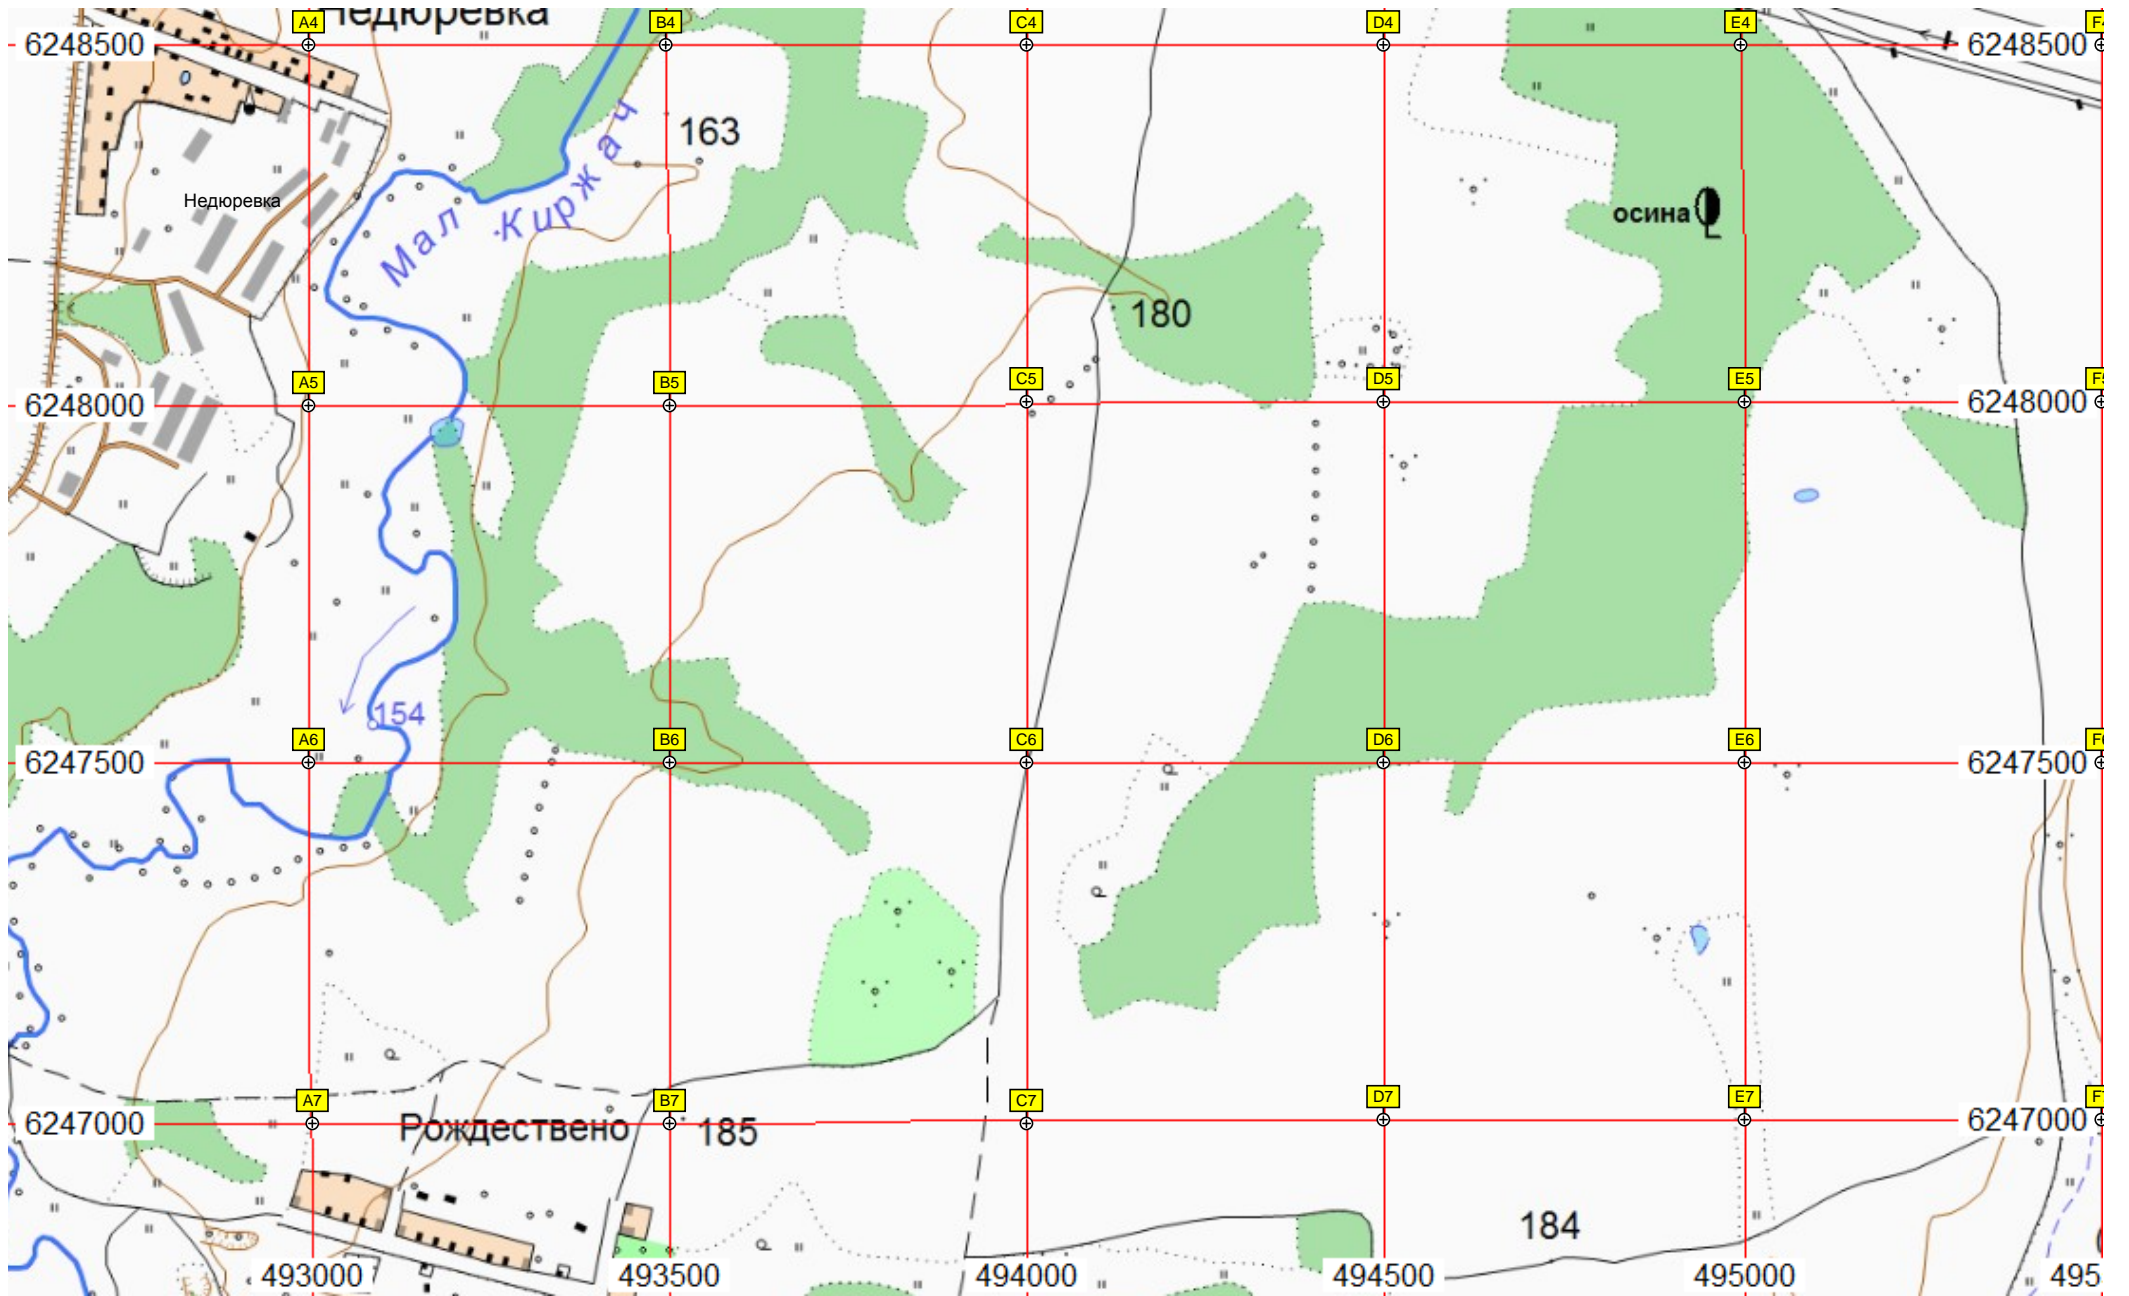 Недюревка
A4 B4 C4 D4 E4
6248500 6248500
163
Мал. Киржач
Недюревка
осина
180
A5 B5 C5 D5 E5
6248000 6248000
154
A6 B6 C6 D6 E6
6247500 6247500
A7 B7 C7 D7 E7
6247000 6247000
Рождествено 185
184
493000 493500 494000 494500 495000 495